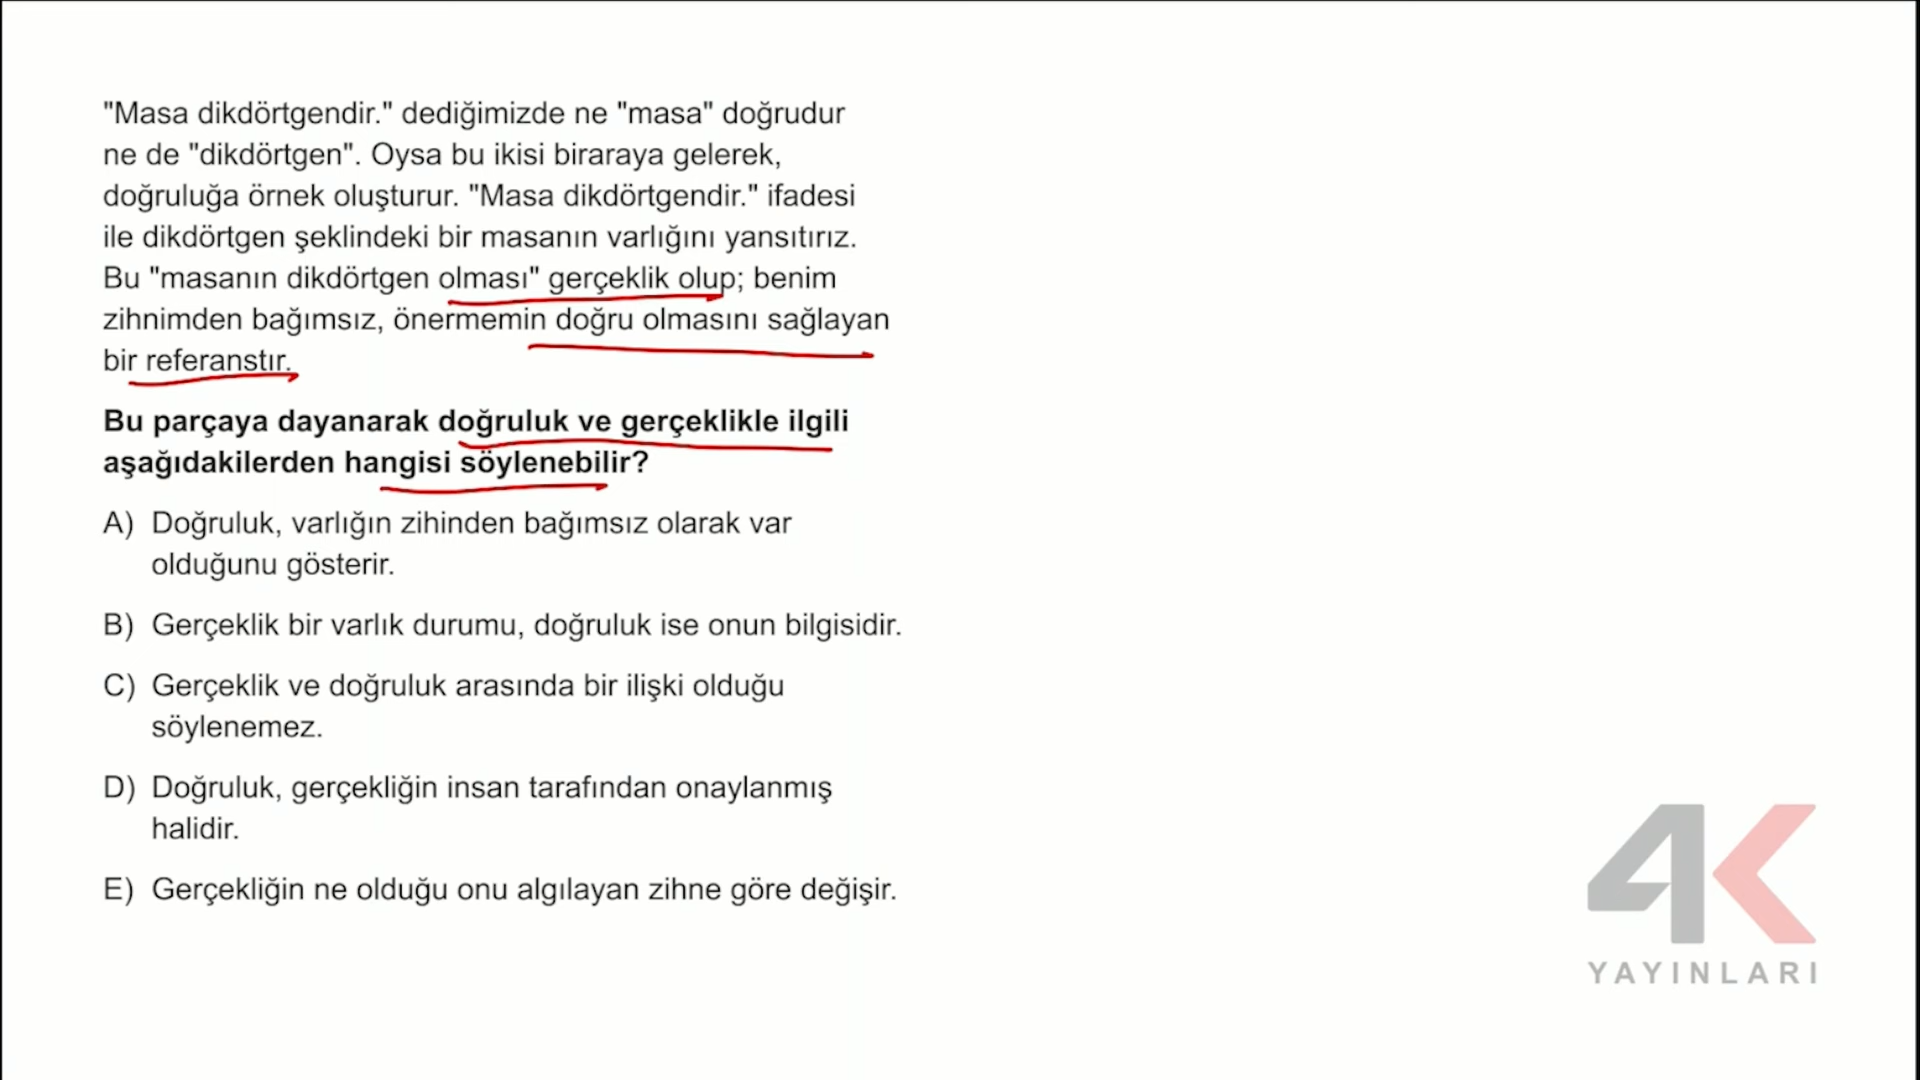 "Masa dikdörtgendir." dediğimizde ne "masa" doğrudur
ne de "dikdörtgen". Oysa bu ikisi biraraya gelerek,
doğruluğa örnek oluşturur. "Masa dikdörtgendir." ifadesi
ile dikdörtgen şeklindeki bir masanın varlığını yansıtırız.
Bu "masanın dikdörtgen olması" gerçeklik olup; benim
zihnimden bağımsız, önermemin doğru olmasını sağlayan
bir referanstır.
Bu parçaya dayanarak doğruluk ve gerçeklikle ilgili
aşağıdakilerden hangisi söylenebilir?
A) Doğruluk, varlığın zihinden bağımsız olarak var
olduğunu gösterir.
B) Gerçeklik bir varlık durumu, doğruluk ise onun bilgisidir.
C) Gerçeklik ve doğruluk arasında bir ilişki olduğu
söylenemez.
D) Doğruluk, gerçekliğin insan tarafından onaylanmış
halidir.
E) Gerçekliğin ne olduğu onu algılayan zihne göre değişir.
4K
YAYINLARI